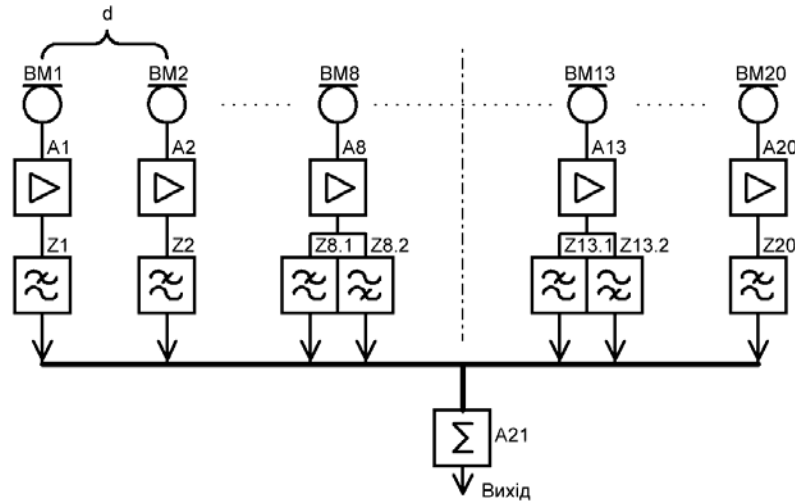 d
BM1 BM2 BM8 BM13 BM20
A1 A2 A8 A13 A20
Z1 Z2 Z8.1 Z8.2 Z13.1 Z13.2 Z20
Σ A21
Вихід